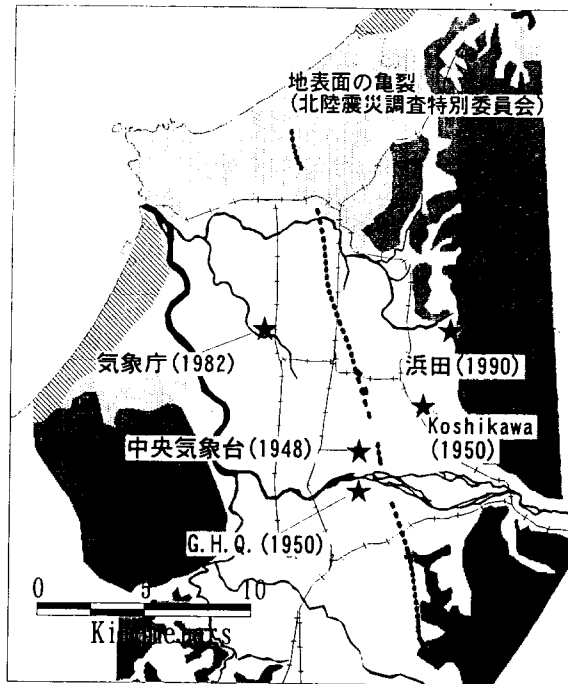 地表面の亀裂
(北陸震災調査特別委員会)
気象庁(1982)
浜田(1990)
Koshikawa
(1950)
中央気象台(1948)
G.H.Q.(1950)
0 5 10